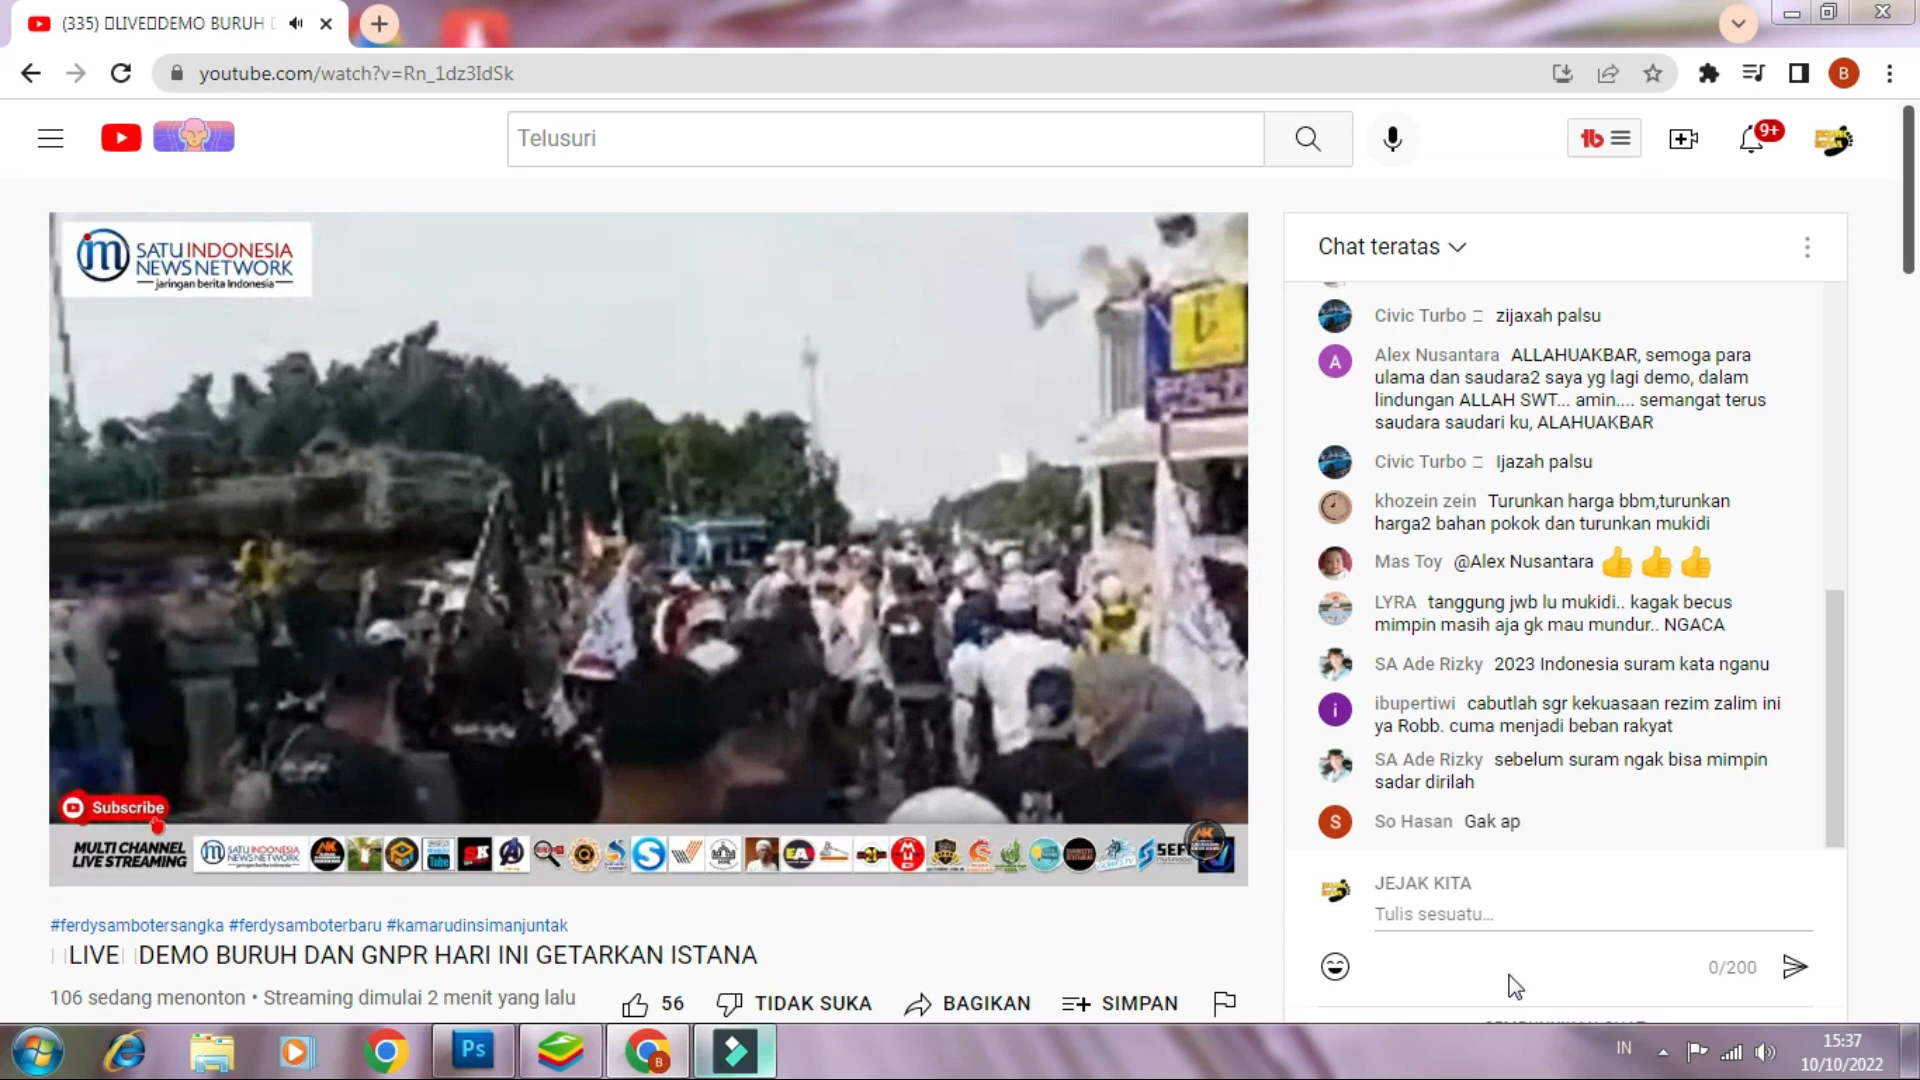 (335) LIVE DEMO BURUH
youtube.com/watch?v=Rn_1dz3IdSk
B
Telusuri
9+
SATU INDONESIA
NEWS NETWORK
jaringan berita Indonesia
Subscribe
MULTI CHANNEL
LIVE STREAMING
SATU INDONESIA
NEWS NETWORK
Chat teratas
Civic Turbo zijaxah palsu
A
Alex Nusantara ALLAHUAKBAR, semoga para
ulama dan saudara2 saya yg lagi demo, dalam
lindungan ALLAH SWT... amin.... semangat terus
saudara saudari ku, ALAHUAKBAR
Civic Turbo Ijazah palsu
khozein zein Turunkan harga bbm,turunkan
harga2 bahan pokok dan turunkan mukidi
Mas Toy @Alex Nusantara 👍👍👍
LYRA tanggung jwb lu mukidi.. kagak becus
mimpin masih aja gk mau mundur.. NGACA
SA Ade Rizky 2023 Indonesia suram kata nganu
i
ibupertiwi cabutlah sgr kekuasaan rezim zalim ini
ya Robb. cuma menjadi beban rakyat
SA Ade Rizky sebelum suram ngak bisa mimpin
sadar dirilah
S
So Hasan Gak ap
JEJAK KITA
Tulis sesuatu...
0/200
#ferdysambotersangka #ferdysamboterbaru #kamarudinsimanjuntak
LIVE DEMO BURUH DAN GNPR HARI INI GETARKAN ISTANA
106 sedang menonton • Streaming dimulai 2 menit yang lalu
56 TIDAK SUKA BAGIKAN SIMPAN
Ps
B
IN
15:37
10/10/2022